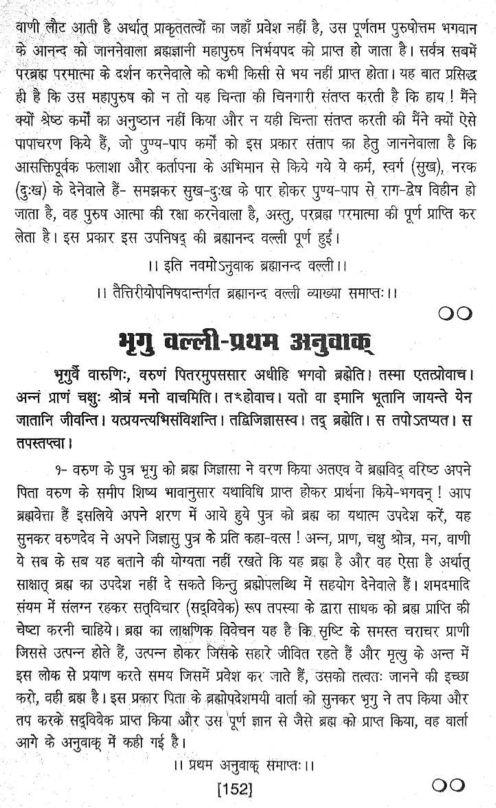 वाणी लौट आती है अर्थात् प्राकृततत्वों का जहाँ प्रवेश नहीं है, उस पूर्णतम पुरुषोत्तम भगवान
के आनन्द को जाननेवाला ब्रह्मज्ञानी महापुरुष निर्भयपद को प्राप्त हो जाता है। सर्वत्र सबमें
परब्रह्म परमात्मा के दर्शन करनेवाले को कभी किसी से भय नहीं प्राप्त होता। यह बात प्रसिद्ध
ही है कि उस महापुरुष को न तो यह चिन्ता की चिनगारी संतप्त करती है कि हाय ! मैंने
क्यों श्रेष्ठ कर्मों का अनुष्ठान नहीं किया और न यही चिन्ता संतप्त करती की मैंने क्यों ऐसे
पापाचरण किये हैं, जो पुण्य-पाप कर्मों को इस प्रकार संताप का हेतु जाननेवाला है कि
आसक्तिपूर्वक फलाशा और कर्तापना के अभिमान से किये गये ये कर्म, स्वर्ग (सुख), नरक
(दुःख) के देनेवाले हैं- समझकर सुख-दुःख के पार होकर पुण्य-पाप से राग-द्वेष विहीन हो
जाता है, वह पुरुष आत्मा की रक्षा करनेवाला है, अस्तु, परब्रह्म परमात्मा की पूर्ण प्राप्ति कर
लेता है। इस प्रकार इस उपनिषद् की ब्रह्मानन्द वल्ली पूर्ण हुई।
।। इति नवमोऽनुवाक ब्रह्मानन्द वल्ली।।
।। तैत्तिरीयोपनिषदान्तर्गत ब्रह्मानन्द वल्ली व्याख्या समाप्तः।।
भृगु वल्ली-प्रथम अनुवाक्
भृगुर्वै वारुणिः, वरुणं पितरमुपससार अधीहि भगवो ब्रह्मेति। तस्मा एतत्प्रोवाच।
अन्नं प्राणं चक्षुः श्रोत्रं मनो वाचमिति। तꣳहोवाच। यतो वा इमानि भूतानि जायन्ते येन
जातानि जीवन्ति। यत्प्रयन्त्यभिसंविशन्ति। तद्विजिज्ञासस्व। तद् ब्रह्मेति। स तपोऽतप्यत। स
तपस्तप्त्वा।
१- वरुण के पुत्र भृगु को ब्रह्म जिज्ञासा ने वरण किया अतएव वे ब्रह्मविद् वरिष्ठ अपने
पिता वरुण के समीप शिष्य भावानुसार यथाविधि प्राप्त होकर प्रार्थना किये-भगवन् ! आप
ब्रह्मवेत्ता हैं इसलिये अपने शरण में आये हुये पुत्र को ब्रह्म का यथात्म उपदेश करें, यह
सुनकर वरुणदेव ने अपने जिज्ञासु पुत्र के प्रति कहा-वत्स ! अन्न, प्राण, चक्षु श्रोत्र, मन, वाणी
ये सब के सब यह बताने की योग्यता नहीं रखते कि यह ब्रह्म है और वह ऐसा है अर्थात्
साक्षात् ब्रह्म का उपदेश नहीं दे सकते किन्तु ब्रह्मोपलब्धि में सहयोग देनेवाले हैं। शमदमादि
संयम में संलग्न रहकर सत्विचार (सद्विवेक) रूप तपस्या के द्वारा साधक को ब्रह्म प्राप्ति की
चेष्टा करनी चाहिये। ब्रह्म का लाक्षणिक विवेचन यह है कि सृष्टि के समस्त चराचर प्राणी
जिससे उत्पन्न होते हैं, उत्पन्न होकर जिसके सहारे जीवित रहते हैं और मृत्यु के अन्त में
इस लोक से प्रयाण करते समय जिसमें प्रवेश कर जाते हैं, उसको तत्वतः जानने की इच्छा
करो, वही ब्रह्म है। इस प्रकार पिता के ब्रह्मोपदेशमयी वार्ता को सुनकर भृगु ने तप किया और
तप करके सद्विवेक प्राप्त किया और उस पूर्ण ज्ञान से जैसे ब्रह्म को प्राप्त किया, वह वार्ता
आगे के अनुवाक् में कही गई है।
।। प्रथम अनुवाक् समाप्तः।।
[152]